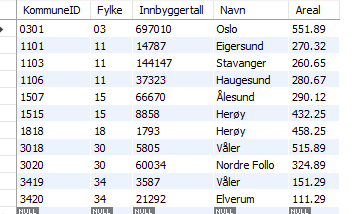 KommuneID Fylke Innbyggertall Navn Areal
0301 03 697010 Oslo 551.89
1101 11 14787 Eigersund 270.32
1103 11 144147 Stavanger 260.65
1106 11 37323 Haugesund 280.67
1507 15 66670 Ålesund 290.12
1515 15 8858 Herøy 432.25
1818 18 1793 Herøy 458.25
3018 30 5805 Våler 515.89
3020 30 60034 Nordre Follo 324.89
3419 34 3587 Våler 151.29
3420 34 21292 Elverum 111.29
NULL NULL NULL NULL NULL